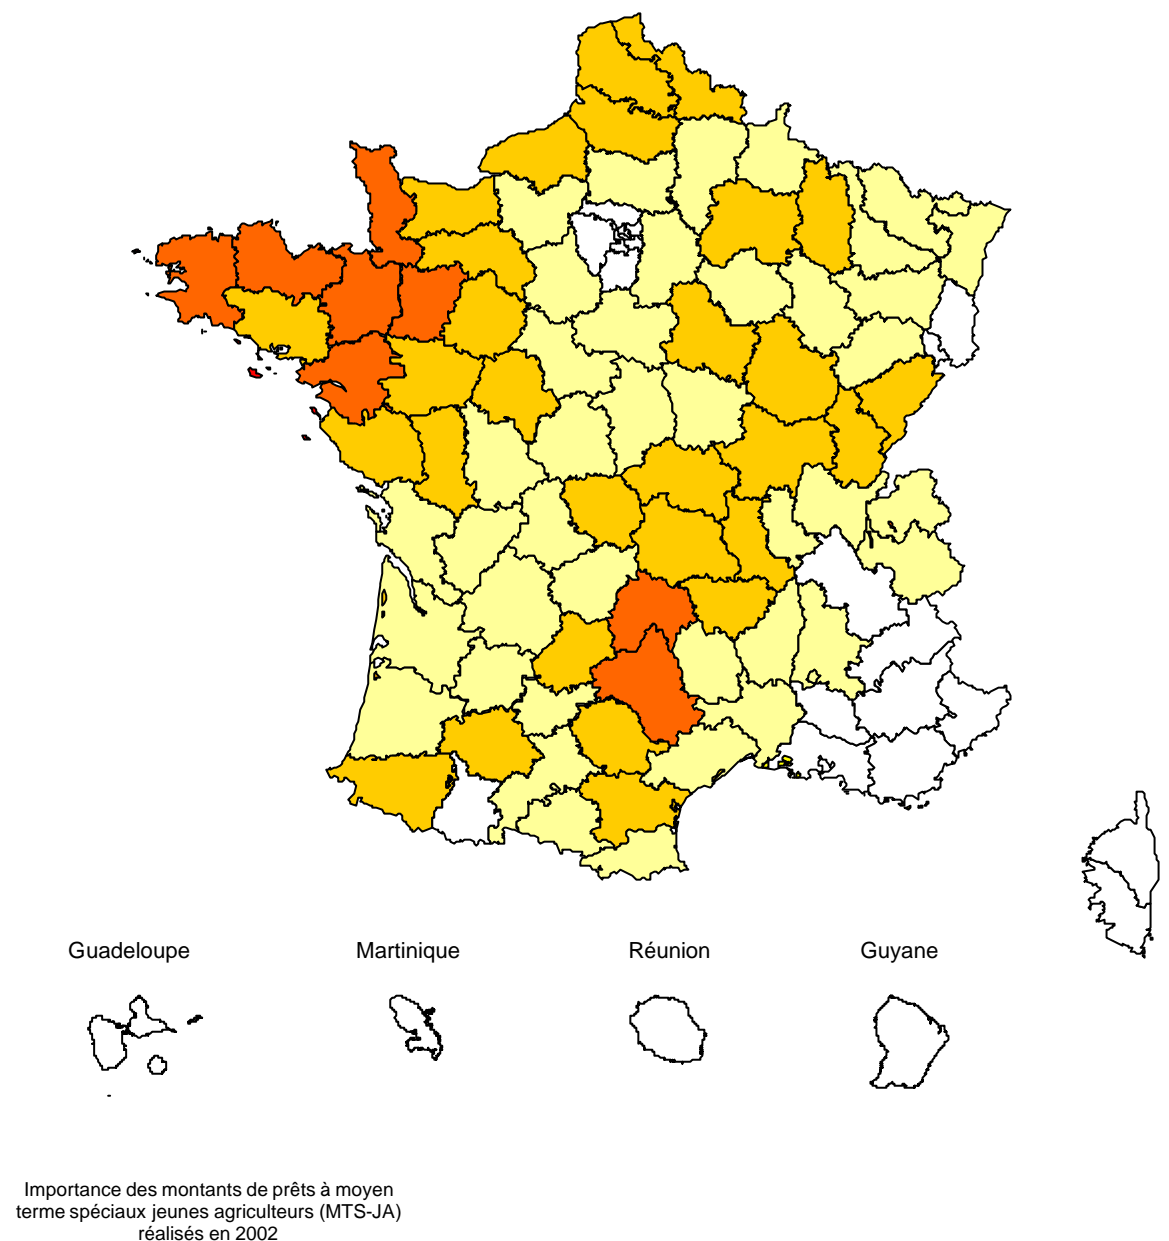 Guadeloupe
Martinique
Réunion
Guyane
Importance des montants de prêts à moyen
terme spéciaux jeunes agriculteurs (MTS-JA)
réalisés en 2002